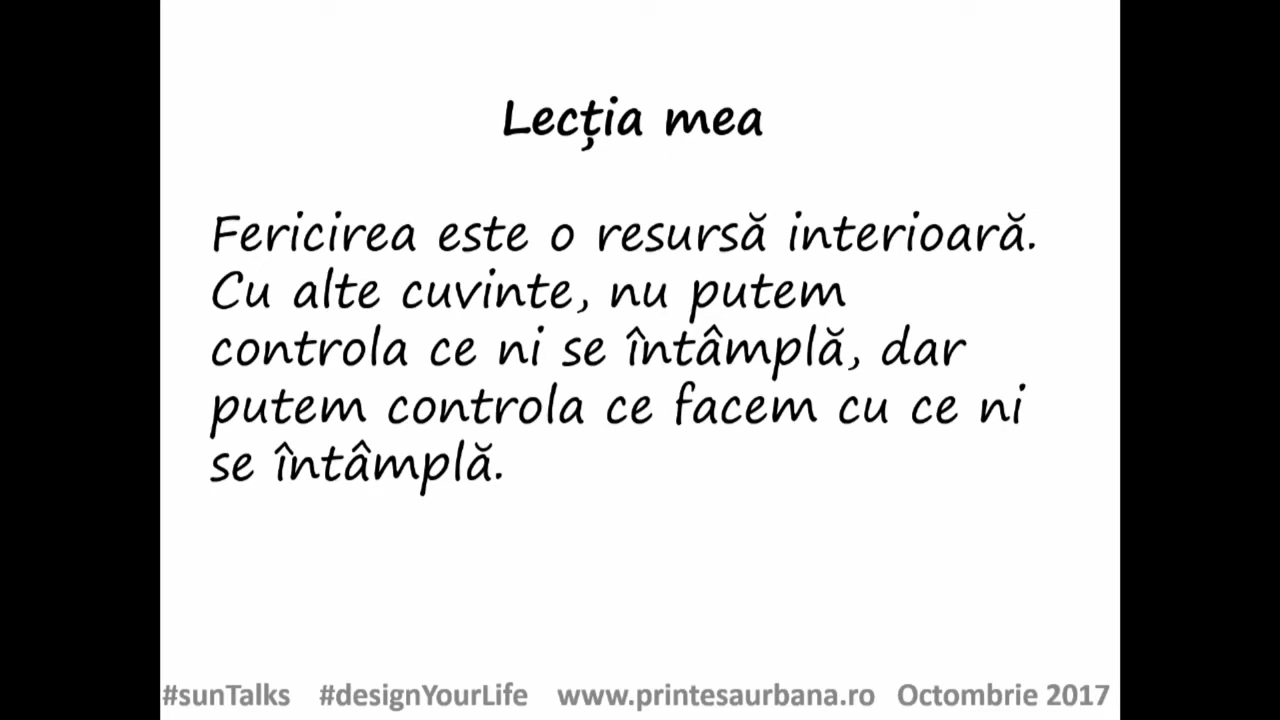 Lecția mea
Fericirea este o resursă interioară.
Cu alte cuvinte, nu putem
controla ce ni se întâmplă, dar
putem controla ce facem cu ce ni
se întâmplă.
#sunTalks #designYourLife www.printesaurbana.ro Octombrie 2017